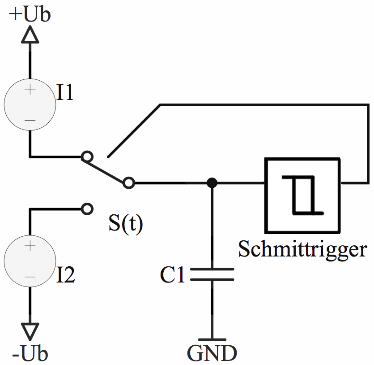 +Ub
+
I1
−
S(t)
+
I2
−
-Ub
C1
GND
Schmittrigger